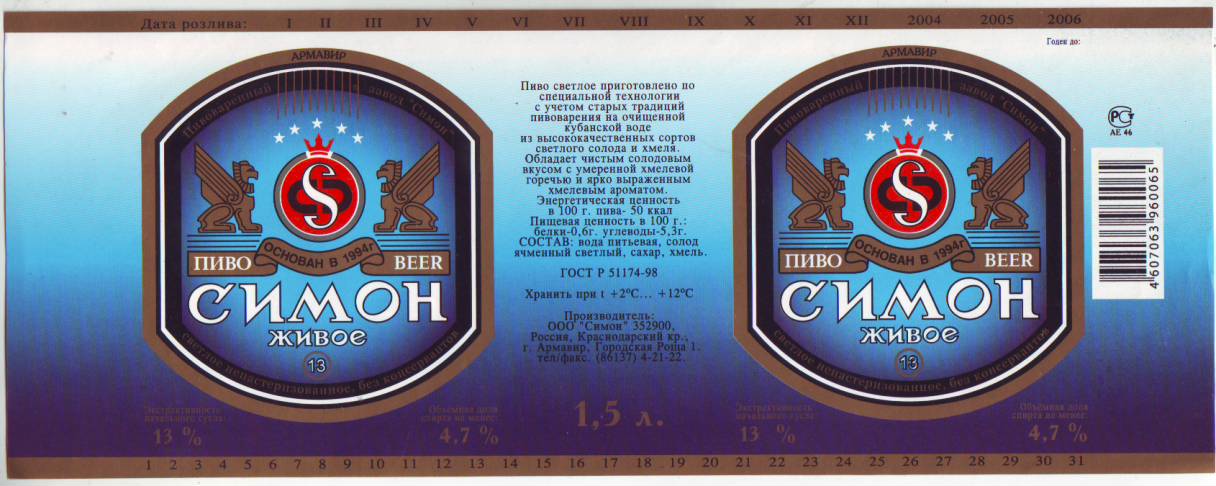 Дата розлива: I II III IV V VI VII VIII IX X XI XII 2004 2005 2006
Годен до:
АРМАВИР
Пивоваренный завод "Симон"
S
ОСНОВАН В 1994г
ПИВО BEER
СИМОН
живое
13
светлое непастеризованное, без консервантов
Экстрактивность
начального сусла:
13 %
Объёмная доля
спирта не менее:
4,7 %
Пиво светлое приготовлено по
специальной технологии
с учетом старых традиций
пивоварения на очищенной
кубанской воде
из высококачественных сортов
светлого солода и хмеля.
Обладает чистым солодовым
вкусом с умеренной хмелевой
горечью и ярко выраженным
хмелевым ароматом.
Энергетическая ценность
в 100 г. пива- 50 ккал
Пищевая ценность в 100 г.:
белки-0,6г. углеводы-5,3г.
СОСТАВ: вода питьевая, солод
ячменный светлый, сахар, хмель.
ГОСТ Р 51174-98
Хранить при t +2°С... +12°С
Производитель:
ООО "Симон" 352900,
Россия, Краснодарский кр.,
г. Армавир, Городская Роща 1.
тел/факс. (86137) 4-21-22.
1,5 л.
АРМАВИР
Пивоваренный завод "Симон"
S
ОСНОВАН В 1994г
ПИВО BEER
СИМОН
живое
13
светлое непастеризованное, без консервантов
Экстрактивность
начального сусла:
13 %
Объёмная доля
спирта не менее:
4,7 %
РСТ
АЕ 46
4607063960065
1 2 3 4 5 6 7 8 9 10 11 12 13 14 15 16 17 18 19 20 21 22 23 24 25 26 27 28 29 30 31